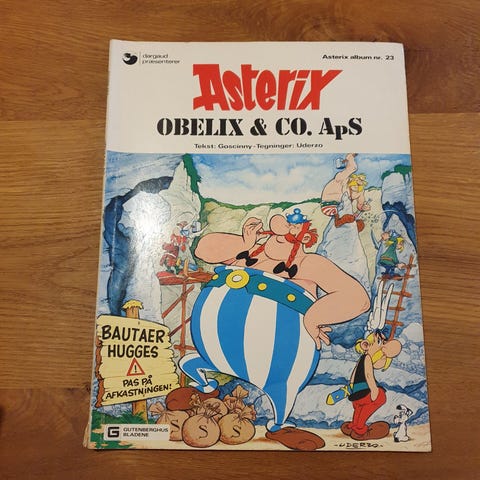 dargaud
præsenterer
Asterix album nr. 23
Asterix
OBELIX & CO. ApS
Tekst: Goscinny - Tegninger: Uderzo
BAUTAER
HUGGES
!
PAS PÅ
AFKASTNINGEN!
S S S
G GUTENBERGHUS
BLADENE
-UDERZO-